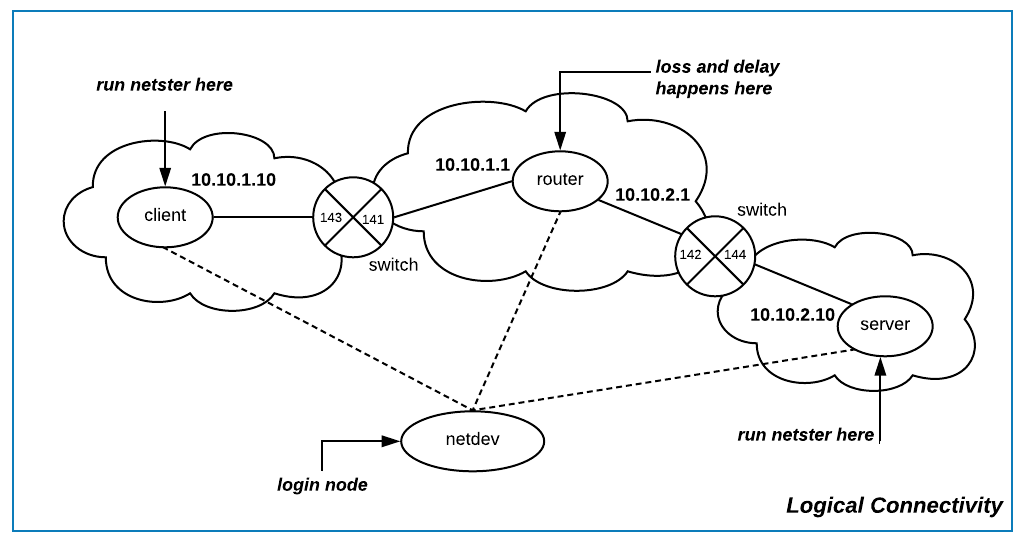 run netster here
loss and delay
happens here
10.10.1.10
10.10.1.1
router
10.10.2.1
client
143
141
switch
switch
142
144
10.10.2.10
server
netdev
run netster here
login node
Logical Connectivity